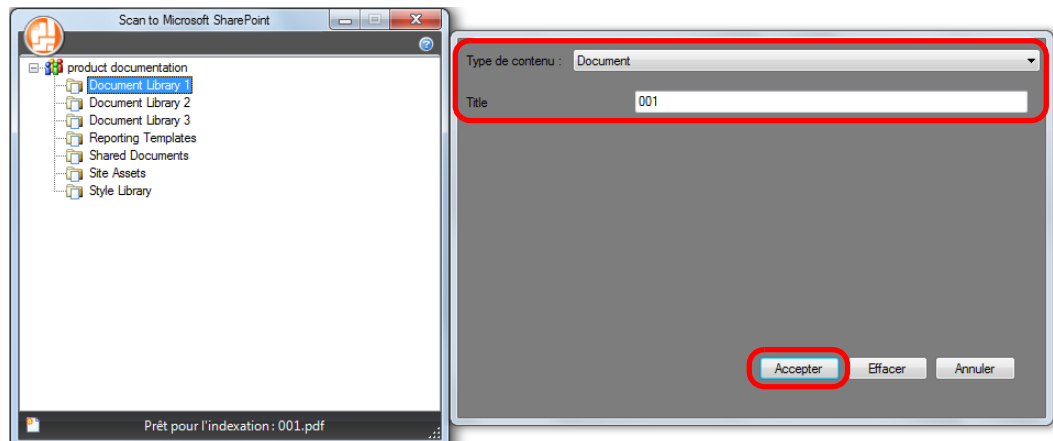 Scan to Microsoft SharePoint
product documentation
Document Library 1
Document Library 2
Document Library 3
Reporting Templates
Shared Documents
Site Assets
Style Library
Prêt pour l'indexation : 001.pdf
Type de contenu : Document
Title 001
Accepter Effacer Annuler